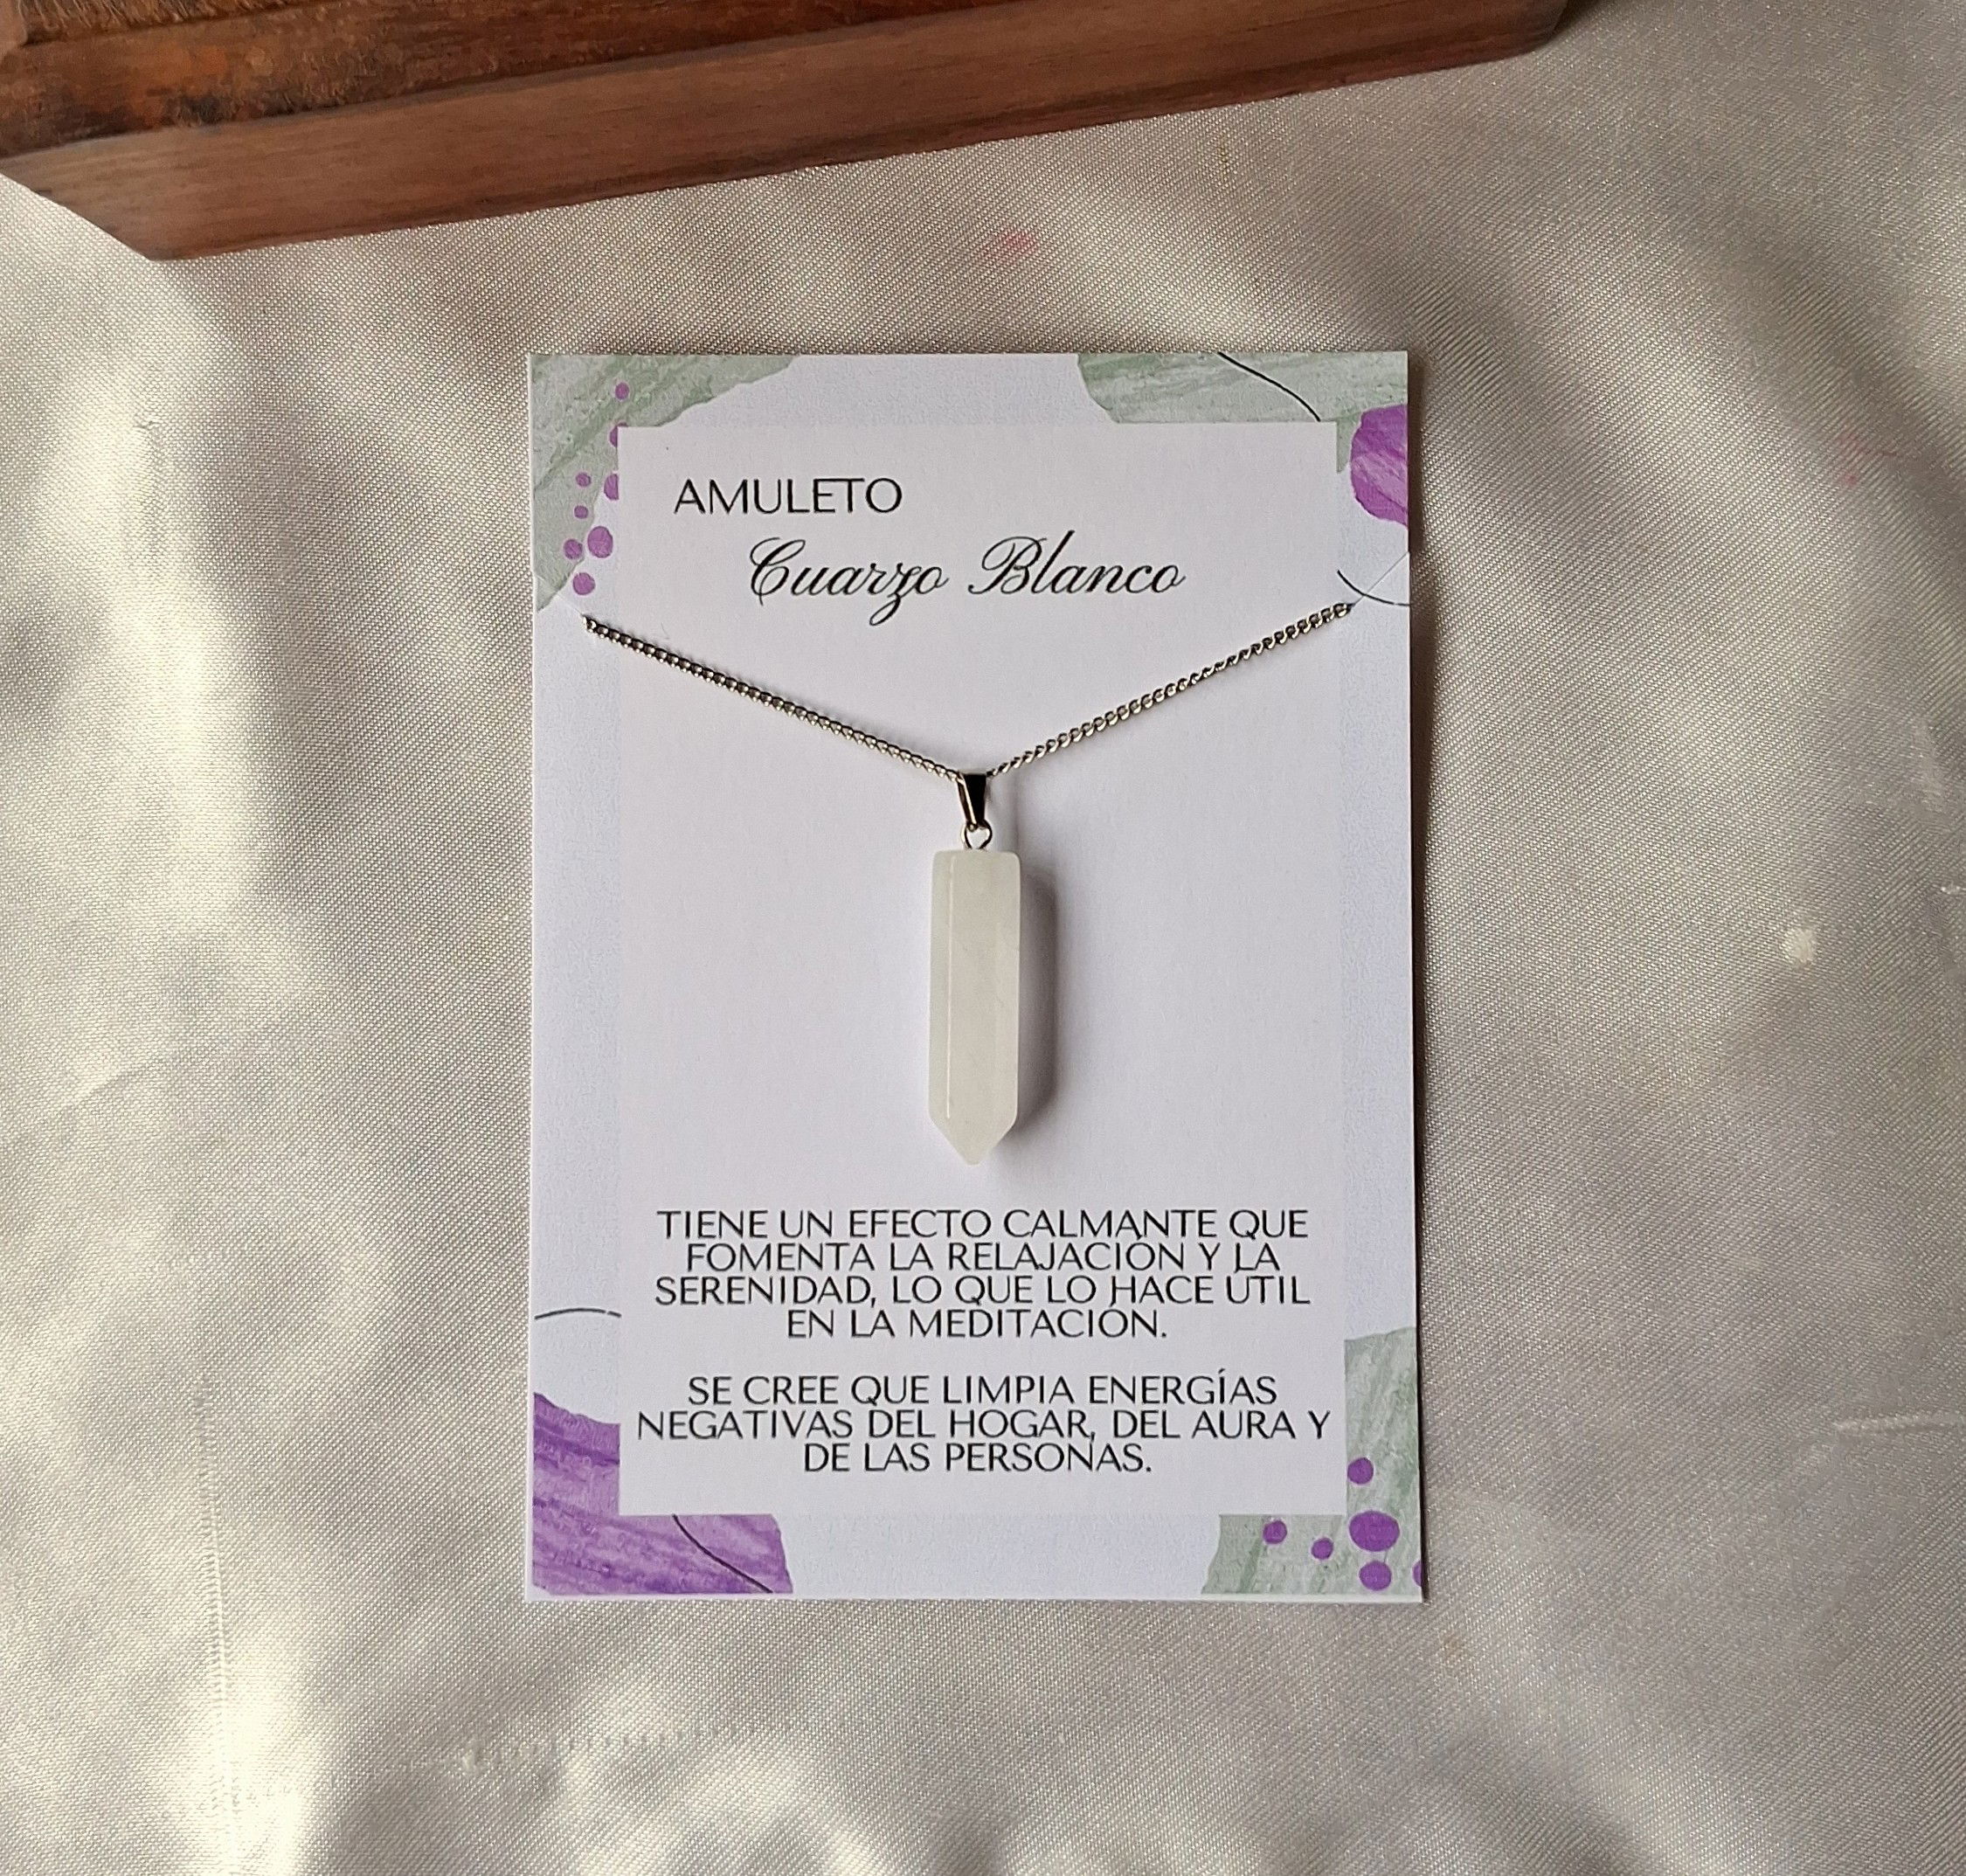 AMULETO
Cuarzo Blanco
TIENE UN EFECTO CALMANTE QUE
FOMENTA LA RELAJACIÓN Y LA
SERENIDAD, LO QUE LO HACE ÚTIL
EN LA MEDITACIÓN.
SE CREE QUE LIMPIA ENERGÍAS
NEGATIVAS DEL HOGAR, DEL AURA Y
DE LAS PERSONAS.